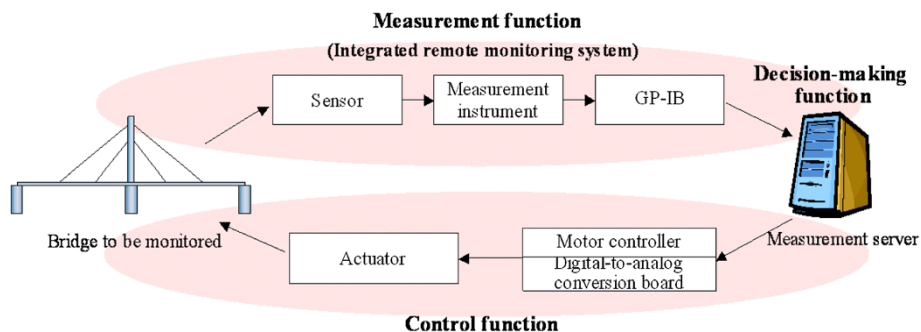 Measurement function
(Integrated remote monitoring system)
Sensor
Measurement
instrument
GP-IB
Decision-making
function
Bridge to be monitored
Measurement server
Actuator
Motor controller
Digital-to-analog
conversion board
Control function